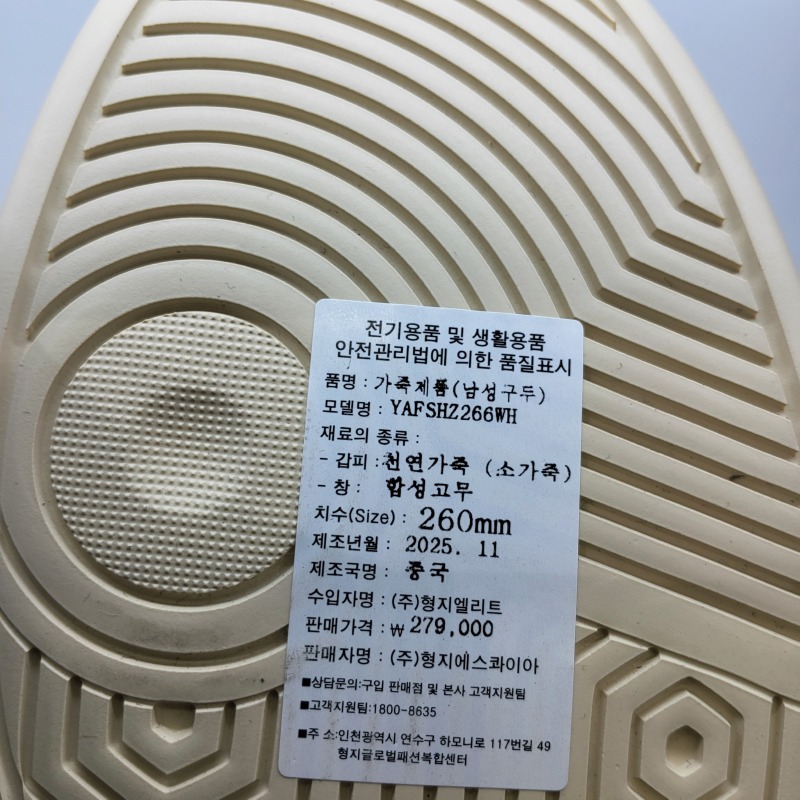 전기용품 및 생활용품
안전관리법에 의한 품질표시
품명 : 가죽제품(남성구두)
모델명 : YAFSHZ266WH
재료의 종류 :
- 갑피 : 천연가죽 (소가죽)
- 창 : 합성고무
치수(Size) : 260mm
제조년월 : 2025. 11
제조국명 : 중국
수입자명 : (주)형지엘리트
판매가격 : ₩ 279,000
판매자명 : (주)형지에스콰이아
■상담문의:구입 판매점 및 본사 고객지원팀
■고객지원팀:1800-8635
■주 소:인천광역시 연수구 하모니로 117번길 49
형지글로벌패션복합센터